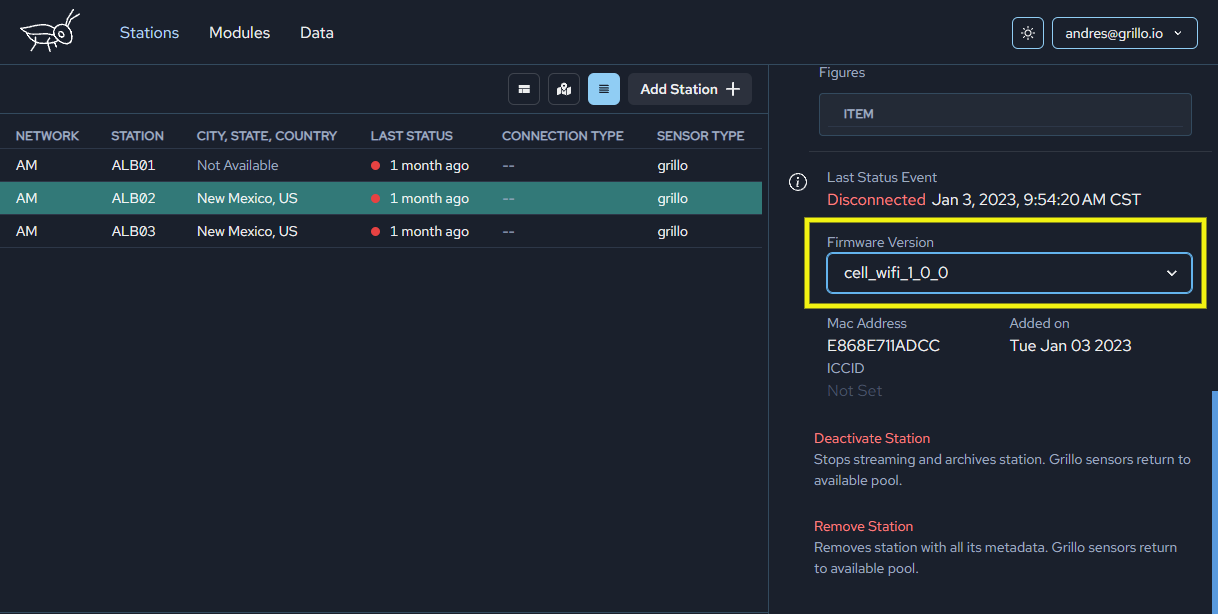 Stations Modules Data andres@grillo.io
Add Station
NETWORK STATION CITY, STATE, COUNTRY LAST STATUS CONNECTION TYPE SENSOR TYPE
AM ALB01 Not Available 1 month ago -- grillo
AM ALB02 New Mexico, US 1 month ago -- grillo
AM ALB03 New Mexico, US 1 month ago -- grillo
Figures
ITEM
Last Status Event
Disconnected Jan 3, 2023, 9:54:20 AM CST
Firmware Version
cell_wifi_1_0_0
Mac Address Added on
E868E711ADCC Tue Jan 03 2023
ICCID
Not Set
Deactivate Station
Stops streaming and archives station. Grillo sensors return to
available pool.
Remove Station
Removes station with all its metadata. Grillo sensors return
to available pool.